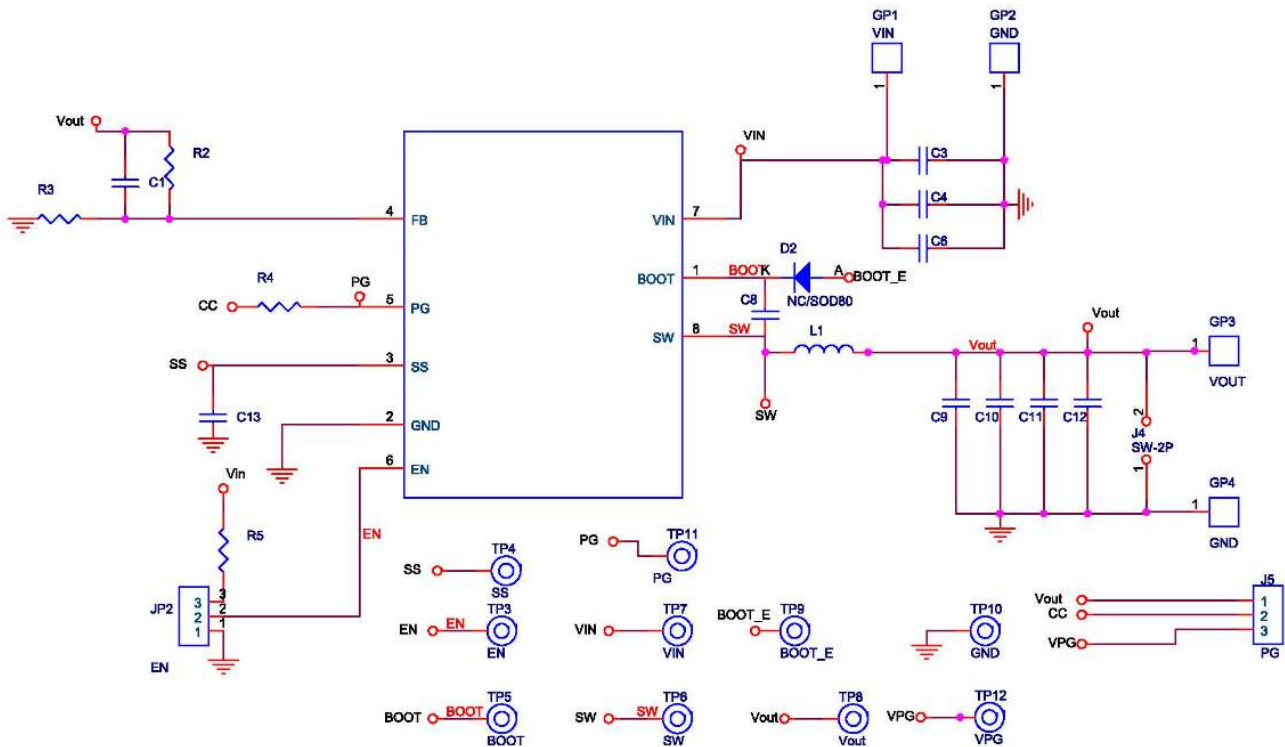 GP1
VIN
GP2
GND
1
1
Vout
R2
C1
R3
VIN
C3
C4
C6
4
FB
VIN
7
D2
BOOT
1
BOOT
K
A
BOOT_E
NC/SOD80
R4
PG
CC
5
PG
C8
SW
8
SW
L1
Vout
Vout
GP3
1
VOUT
SS
3
SS
C13
SW
C9
C10
C11
C12
2
J4
SW-2P
1
2
GND
6
EN
Vin
R5
EN
GP4
1
GND
JP2
3
3
2
2
1
1
EN
SS
TP4
SS
PG
TP11
PG
EN
EN
TP3
EN
VIN
TP7
VIN
BOOT_E
TP9
BOOT_E
TP10
GND
J5
Vout
1
CC
2
VPG
3
PG
BOOT
BOOT
TP5
BOOT
SW
SW
TP6
SW
Vout
TP8
Vout
VPG
TP12
VPG